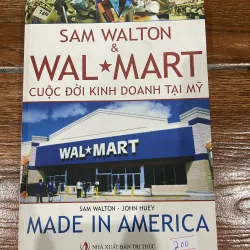 SAM WALTON
&
WAL★MART
CUỘC ĐỜI KINH DOANH TẠI MỸ
WAL★MART
SAM WALTON - JOHN HUEY
MADE IN AMERICA
NHÀ XUẤT BẢN TRI THỨC
200